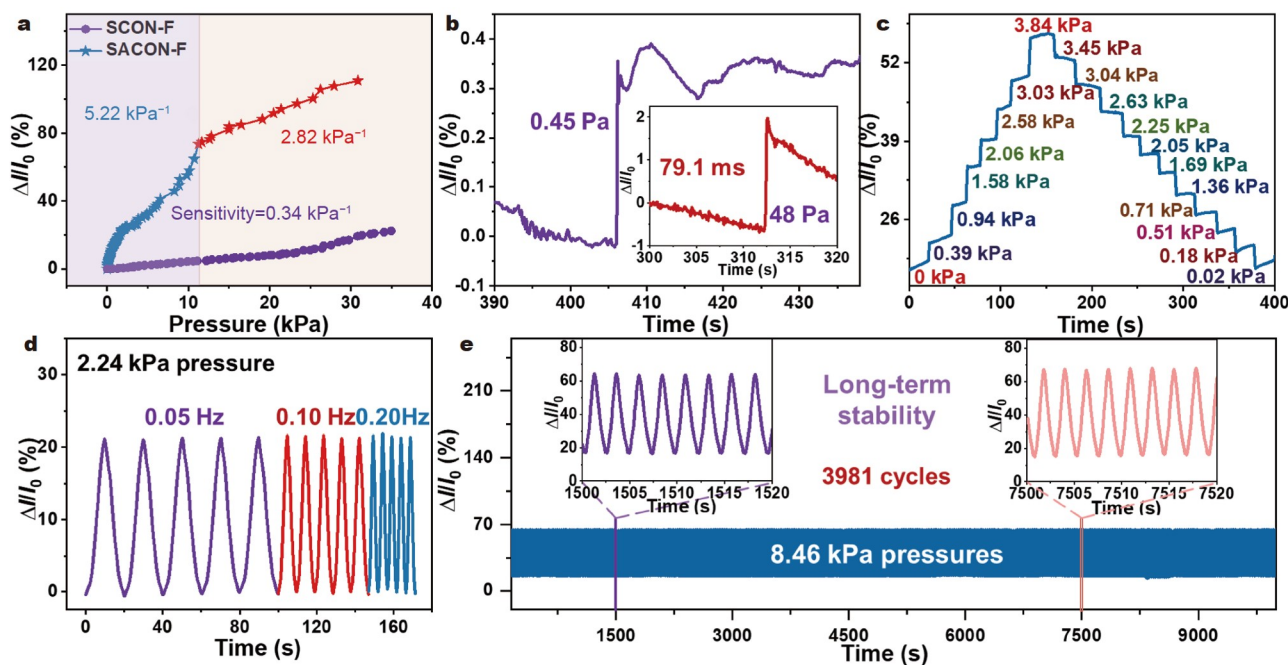 a
SCON-F
SACON-F
5.22 kPa⁻¹
2.82 kPa⁻¹
Sensitivity=0.34 kPa⁻¹
ΔI/I₀ (%)
120
80
40
0
0 10 20 30 40
Pressure (kPa)
b
0.45 Pa
79.1 ms
48 Pa
ΔI/I₀ (%)
2
1
0
-1
300 305 310 315 320
Time (s)
ΔI/I₀ (%)
0.4
0.3
0.2
0.1
0.0
-0.1
390 400 410 420 430
Time (s)
c
3.84 kPa
3.45 kPa
3.04 kPa
3.03 kPa
2.63 kPa
2.58 kPa
2.25 kPa
2.06 kPa
2.05 kPa
1.69 kPa
1.58 kPa
1.36 kPa
0.94 kPa
0.71 kPa
0.51 kPa
0.39 kPa
0.18 kPa
0 kPa
0.02 kPa
ΔI/I₀ (%)
52
39
26
0 100 200 300 400
Time (s)
d
2.24 kPa pressure
0.05 Hz
0.10 Hz
0.20Hz
ΔI/I₀ (%)
30
20
10
0
0 40 80 120 160
Time (s)
e
ΔI/I₀ (%)
80
60
40
20
0
1500 1505 1510 1515 1520
Time (s)
Long-term
stability
3981 cycles
ΔI/I₀ (%)
80
60
40
20
0
7500 7505 7510 7515 7520
Time (s)
8.46 kPa pressures
ΔI/I₀ (%)
210
140
70
0
1500 3000 4500 6000 7500 9000
Time (s)